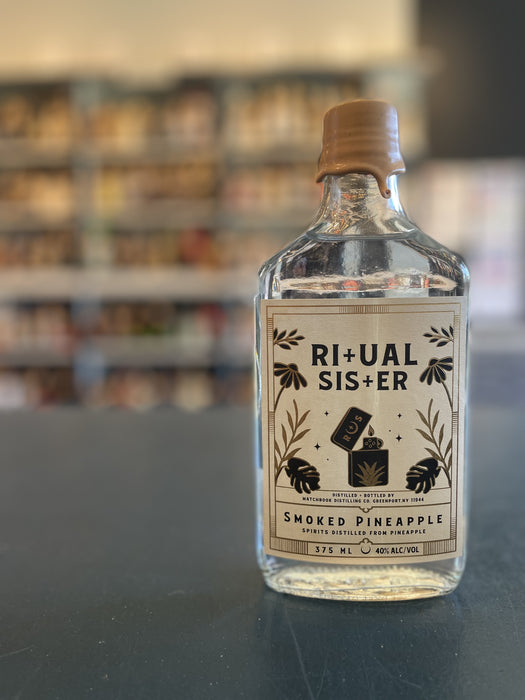 RI+UAL
SIS+ER
R+S
DISTILLED + BOTTLED BY
MATCHBOOK DISTILLING CO. GREENPORT, NY 11944
SMOKED PINEAPPLE
SPIRITS DISTILLED FROM PINEAPPLE
375 ML 40% ALC/VOL